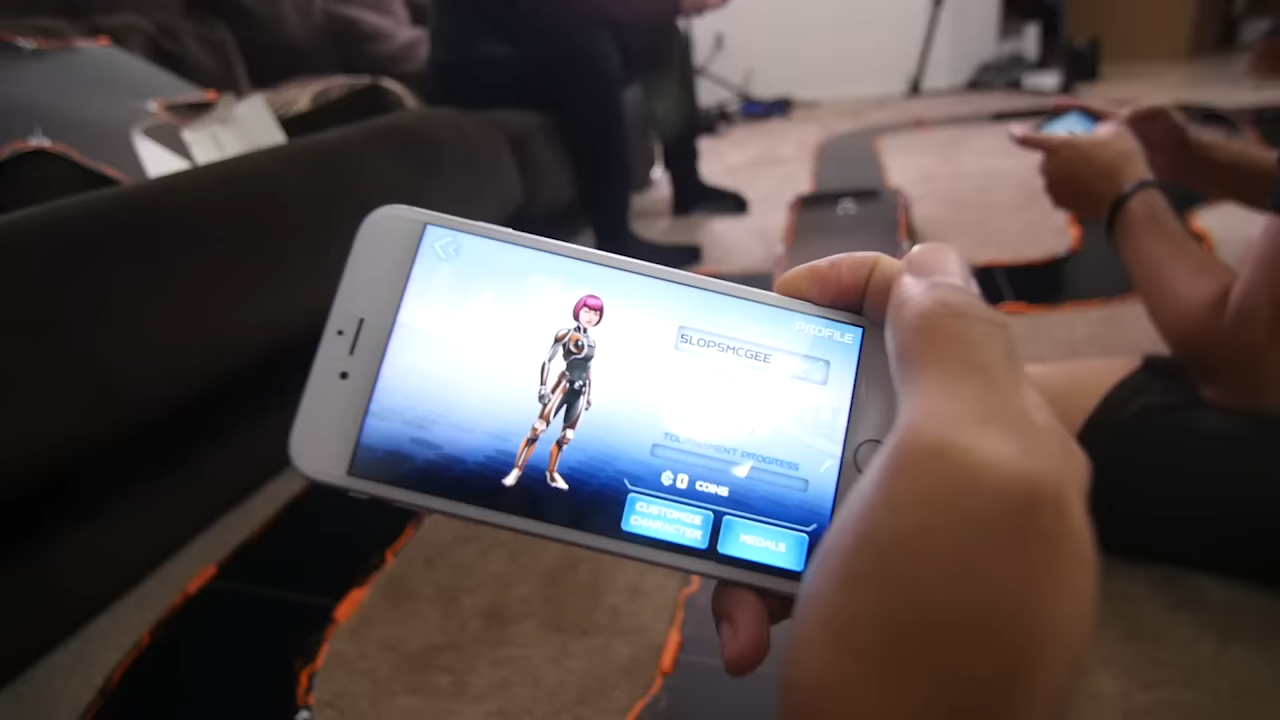 PROFILE
SLOPSMCGEE
TOURNAMENT PROGRESS
0 COINS
CUSTOMIZE
CHARACTER
MEDALS